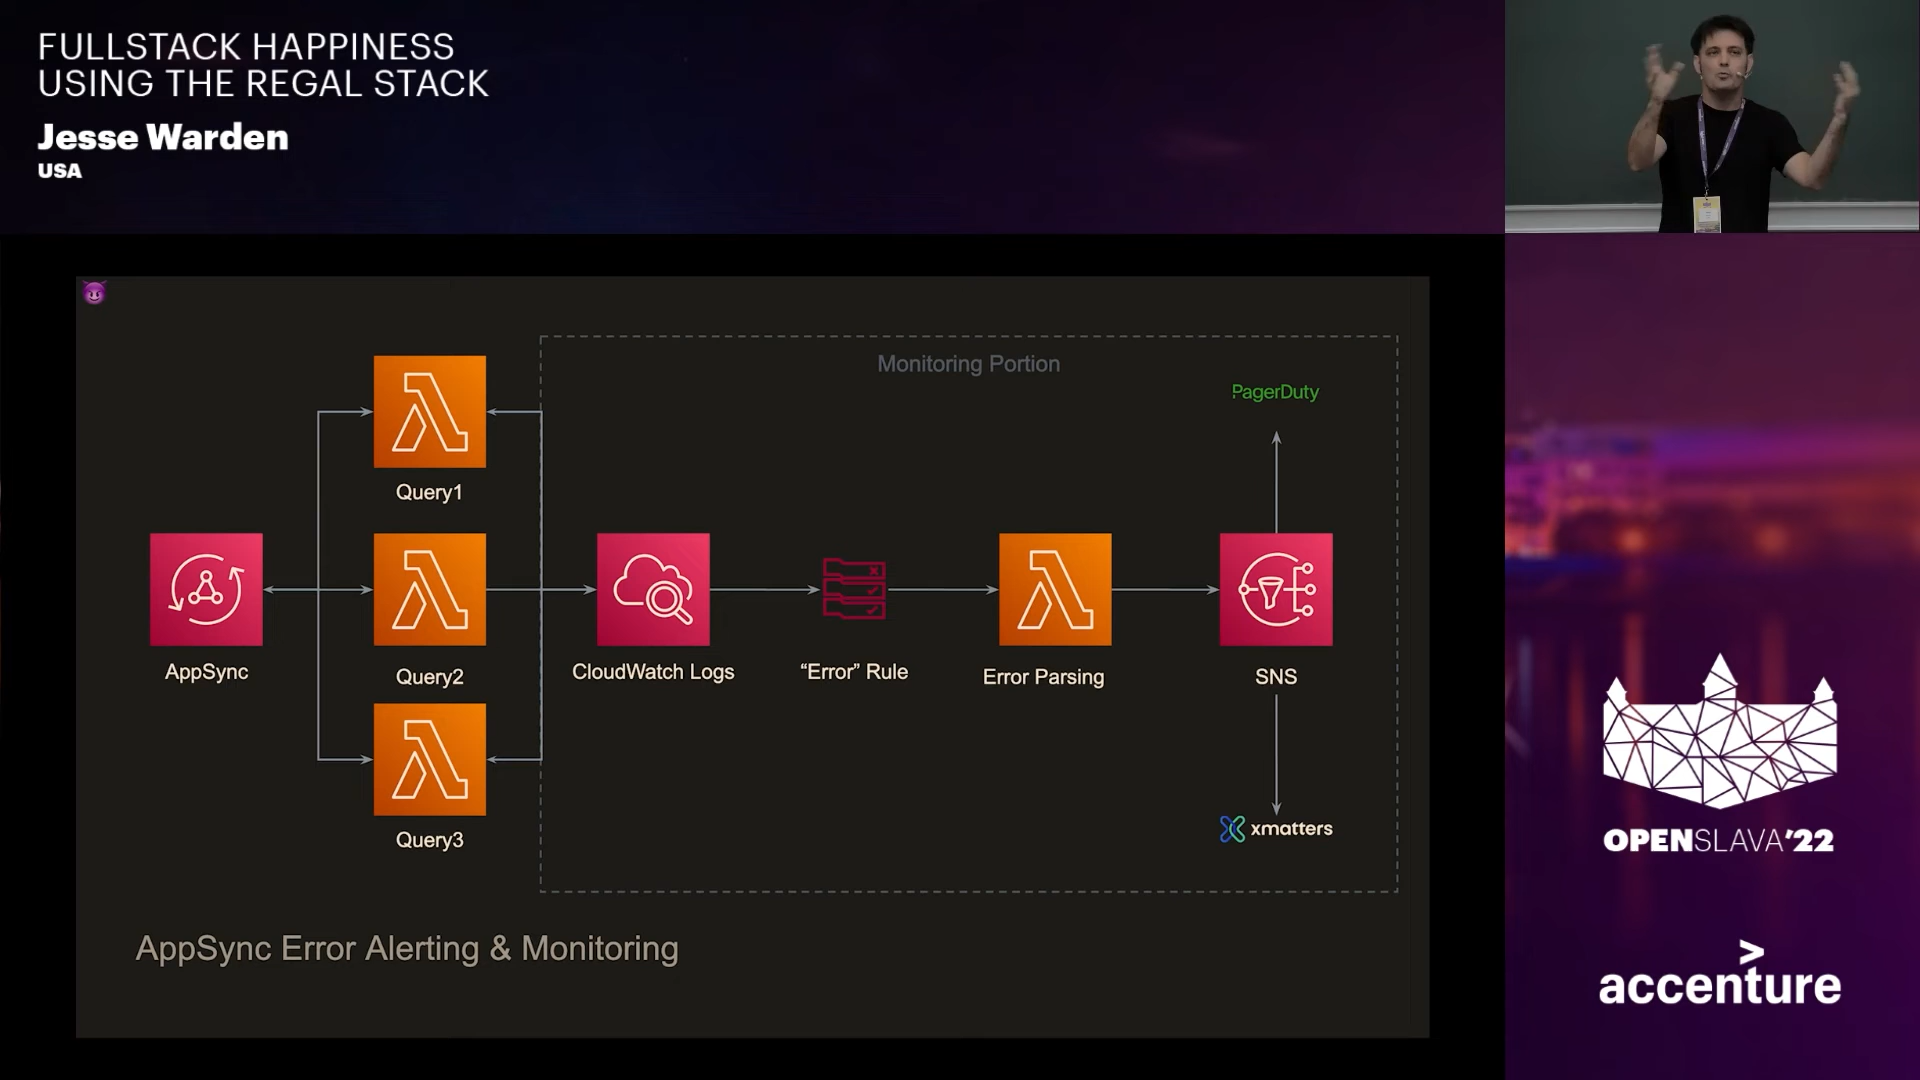 FULLSTACK HAPPINESS
USING THE REGAL STACK
Jesse Warden
USA
Monitoring Portion
PagerDuty
Query1
AppSync
Query2
CloudWatch Logs
“Error” Rule
Error Parsing
SNS
Query3
xmatters
AppSync Error Alerting & Monitoring
OPENSLAVA'22
accenture